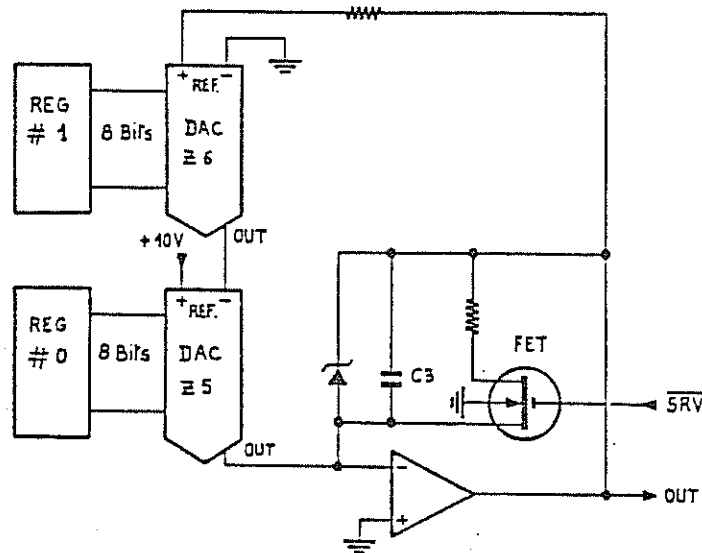 + REF. -
REG
# 1
8 Bits
DAC
Z 6
OUT
+10V
+ REF. -
REG
# 0
8 Bits
DAC
Z 5
OUT
C3
FET
SRV
-
+
OUT